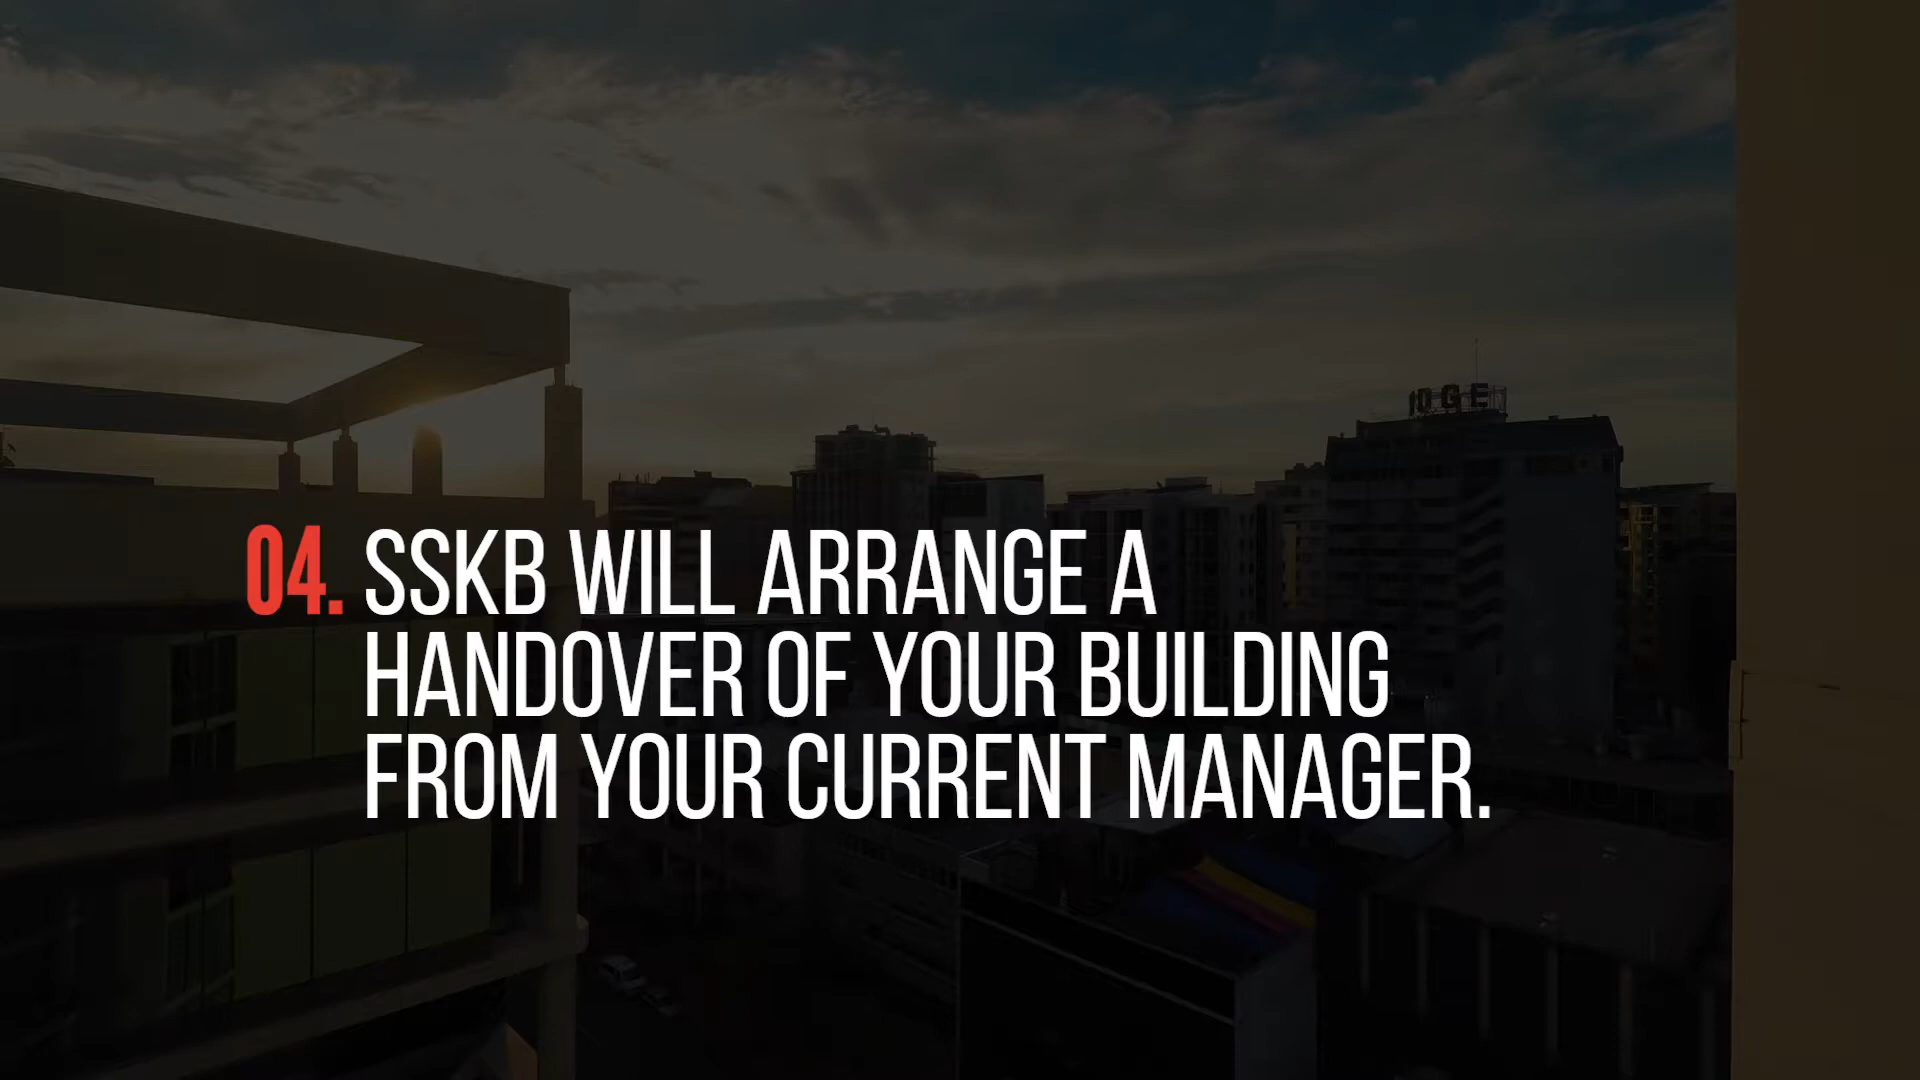 04. SSKB WILL ARRANGE A
HANDOVER OF YOUR BUILDING
FROM YOUR CURRENT MANAGER.